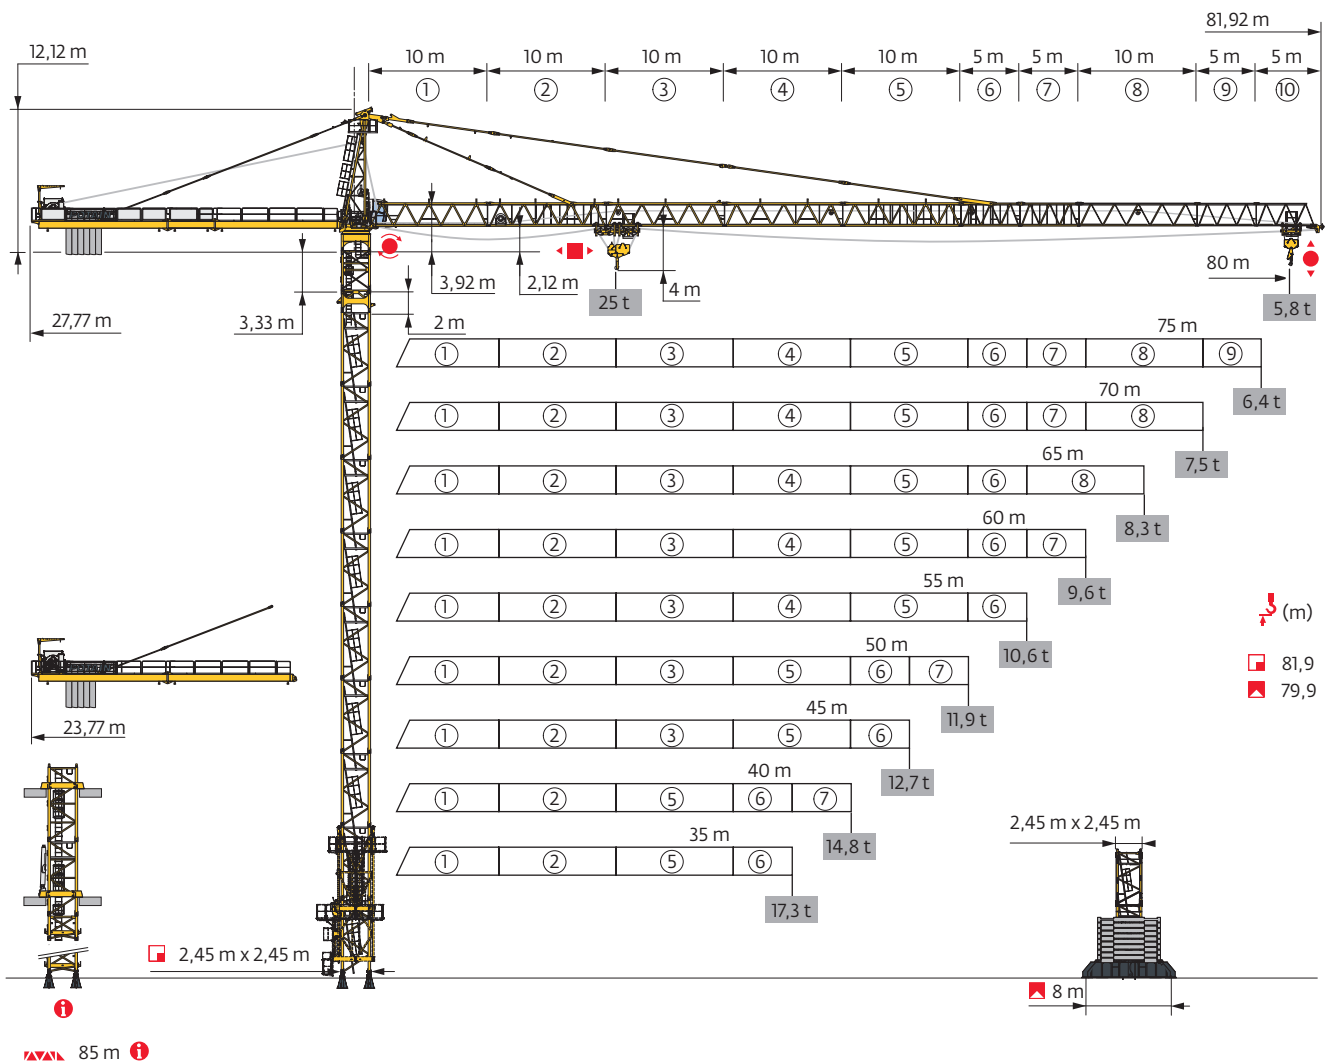 81,92 m
12,12 m
10 m 10 m 10 m 10 m 10 m 5 m 5 m 10 m 5 m 5 m
① ② ③ ④ ⑤ ⑥ ⑦ ⑧ ⑨ ⑩
3,92 m 2,12 m 4 m 80 m
25 t 5,8 t
27,77 m 3,33 m 2 m
75 m
① ② ③ ④ ⑤ ⑥ ⑦ ⑧ ⑨
6,4 t
70 m
① ② ③ ④ ⑤ ⑥ ⑦ ⑧
7,5 t
65 m
① ② ③ ④ ⑤ ⑥ ⑧
8,3 t
60 m
① ② ③ ④ ⑤ ⑥ ⑦
9,6 t
55 m
① ② ③ ④ ⑤ ⑥
(m)
10,6 t
50 m
① ② ③ ⑤ ⑥ ⑦
81,9
79,9
11,9 t
23,77 m
45 m
① ② ③ ⑤ ⑥
12,7 t
40 m
① ② ⑤ ⑥ ⑦
14,8 t
35 m
① ② ⑤ ⑥
17,3 t
2,45 m x 2,45 m
2,45 m x 2,45 m
8 m
i
85 m i